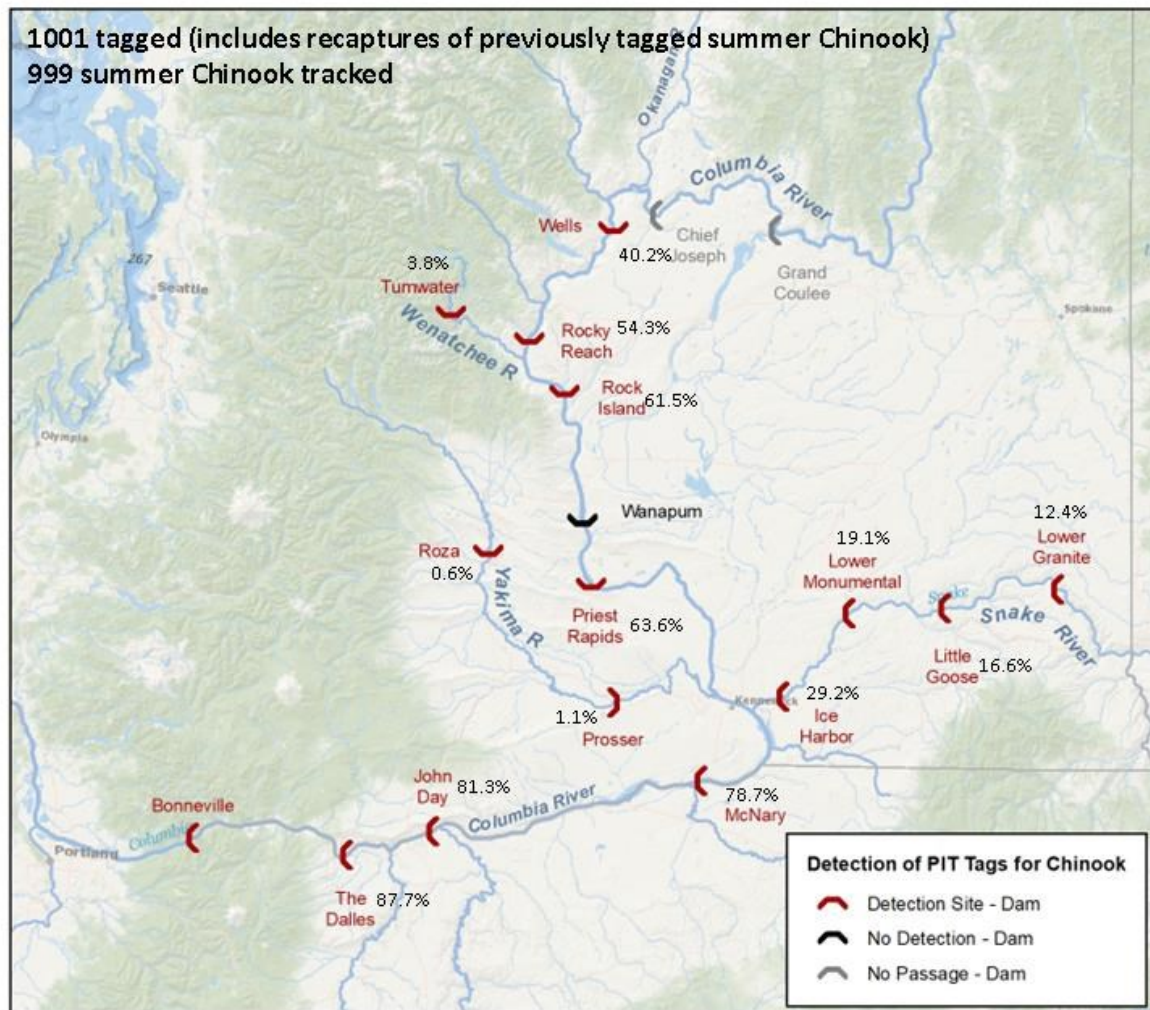 1001 tagged (includes recaptures of previously tagged summer Chinook)
999 summer Chinook tracked
Okanagan R
Columbia
River
Wells
40.2%
Chief
Joseph
Grand
Coulee
267
Seattle
Spokane
3.8%
Tumwater
Wenatchee R
Rocky
Reach
54.3%
Rock
Island
61.5%
Olympia
Wanapum
Roza
0.6%
Yakima R
Priest
Rapids
63.6%
12.4%
Lower
Granite
19.1%
Lower
Monumental
Snake
Snake River
Little
Goose
16.6%
Kennewick
29.2%
Ice
Harbor
1.1%
Prosser
John
Day
81.3%
Bonneville
Columbia
Columbia River
78.7%
McNary
Portland
The
Dalles
87.7%
Detection of PIT Tags for Chinook
Detection Site - Dam
No Detection - Dam
No Passage - Dam